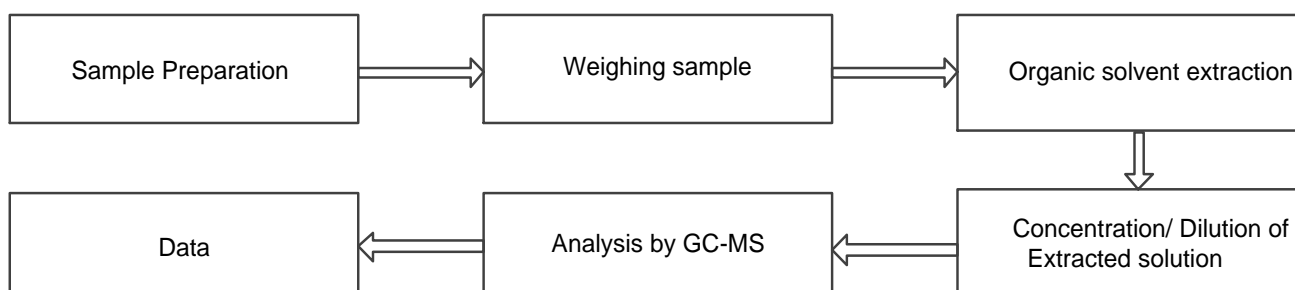 Sample Preparation
Weighing sample
Organic solvent extraction
Concentration/ Dilution of
Extracted solution
Analysis by GC-MS
Data